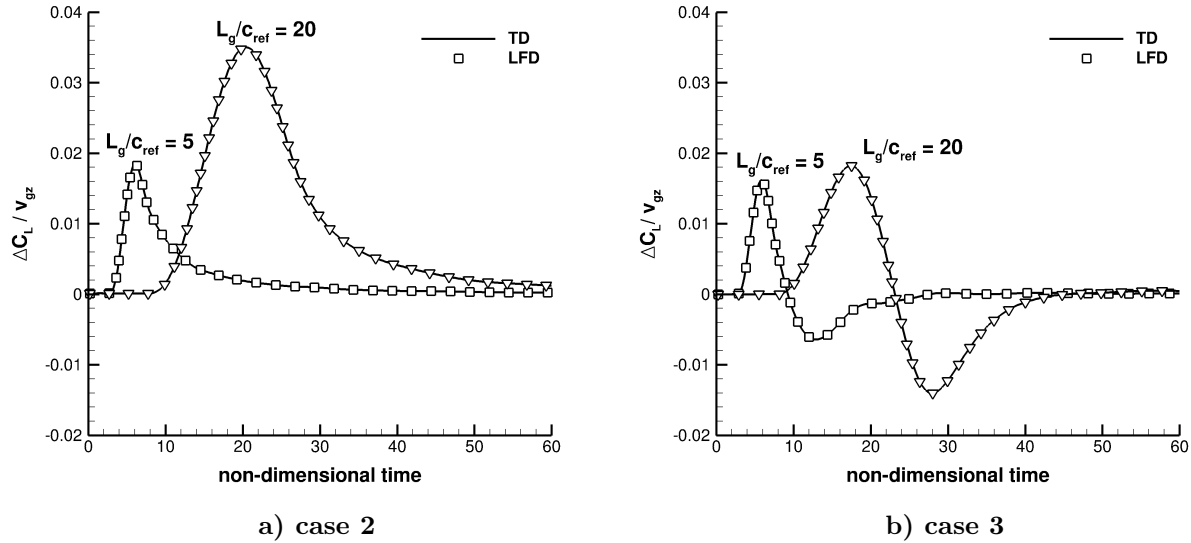 0.04
0.03
0.02
0.01
0
-0.01
-0.02
△C_L / v_gz
L_g/c_ref = 20
L_g/c_ref = 5
TD
LFD
0 10 20 30 40 50 60
non-dimensional time
a) case 2
0.04
0.03
0.02
0.01
0
-0.01
-0.02
△C_L / v_gz
L_g/c_ref = 5
L_g/c_ref = 20
TD
LFD
0 10 20 30 40 50 60
non-dimensional time
b) case 3